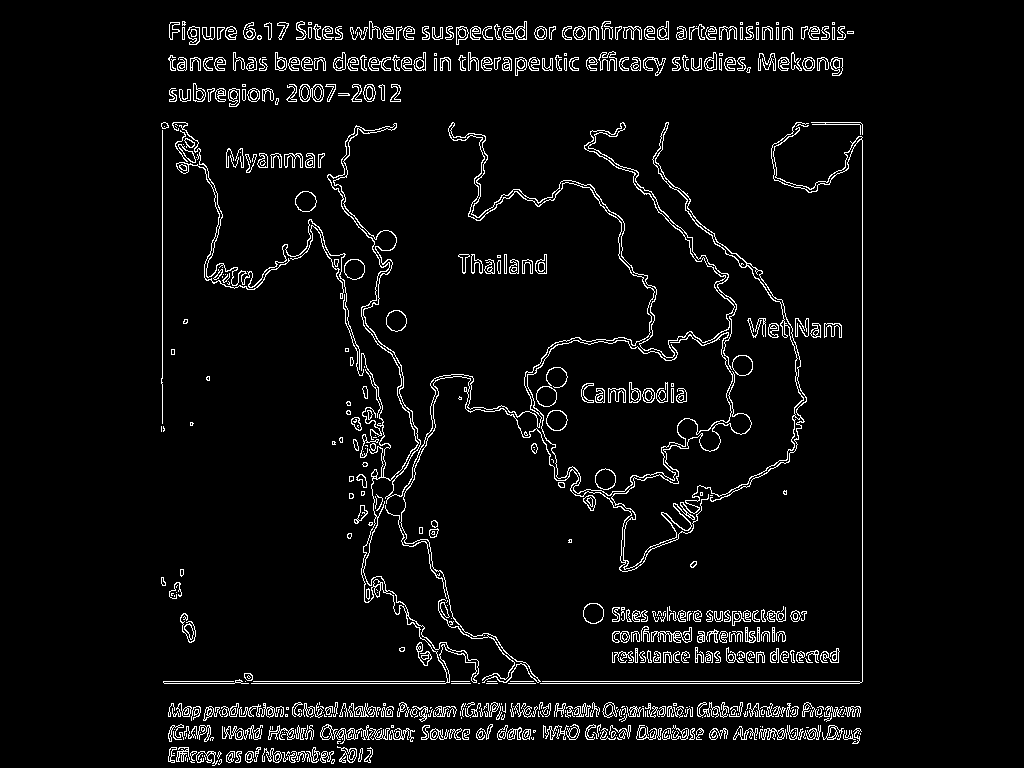 Figure 6.17 Sites where suspected or confirmed artemisinin resis-
tance has been detected in therapeutic efficacy studies, Mekong
subregion, 2007–2012
Myanmar
Thailand
Viet Nam
Cambodia
Sites where suspected or
confirmed artemisinin
resistance has been detected
Map production: Global Malaria Program (GMP), World Health Organization Global Malaria Program
(GMP), World Health Organization; Source of data: WHO Global Database on Antimalarial Drug
Efficacy, as of November, 2012